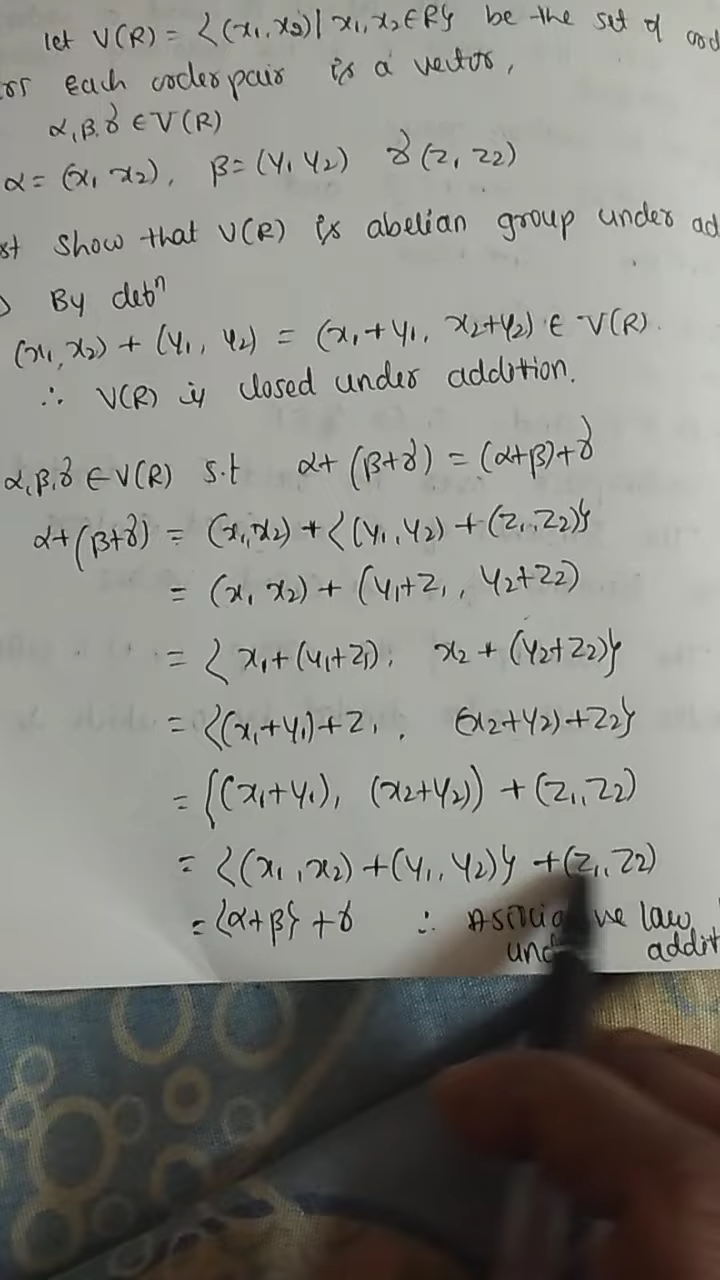 let V(R) = {(x1, x2) | x1, x2 ∈ R} be the set of
each order pair is a vector,
α, β, γ ∈ V(R)
α = (x1 x2), β = (y1 y2) γ (z1 z2)
show that V(R) is abelian group under ad
By defⁿ
(x1, x2) + (y1, y2) = (x1+y1, x2+y2) ∈ V(R).
∴ V(R) is closed under addition.
α, β, γ ∈ V(R) s.t α+(β+γ) = (α+β)+γ
α+(β+γ) = (x1, x2) + {(y1, y2) + (z1, z2)}
= (x1 x2) + (y1+z1, y2+z2)
= {x1+(y1+z1), x2+(y2+z2)}
= {(x1+y1)+z1, (x2+y2)+z2}
= {(x1+y1), (x2+y2)} + (z1, z2)
= {(x1, x2) + (y1, y2)} + (z1, z2)
= {α+β} + γ ∴ law
addit